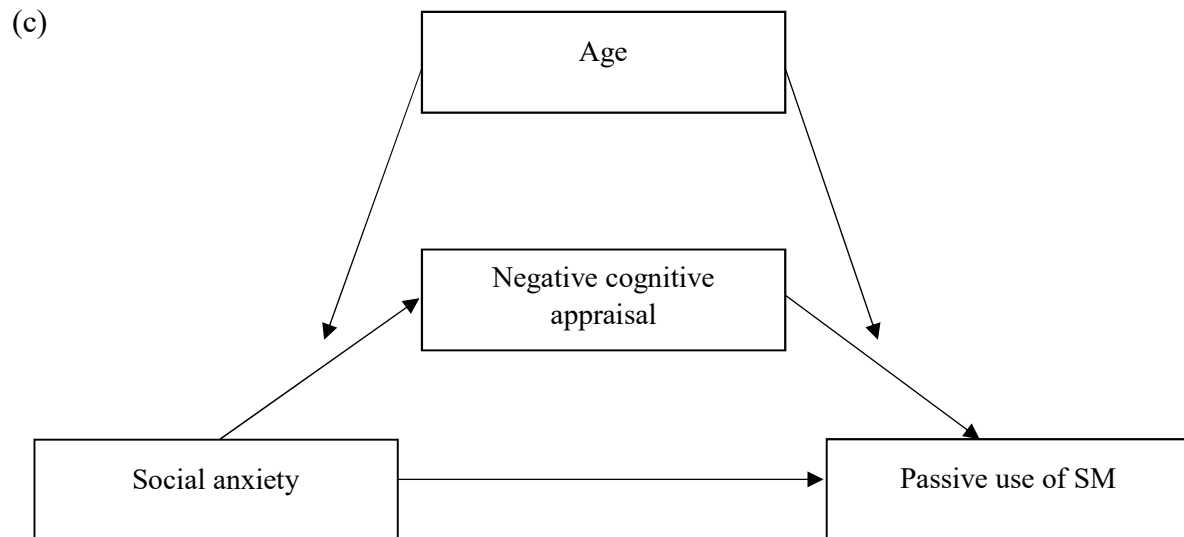 (c)
Age
Negative cognitive
appraisal
Social anxiety
Passive use of SM